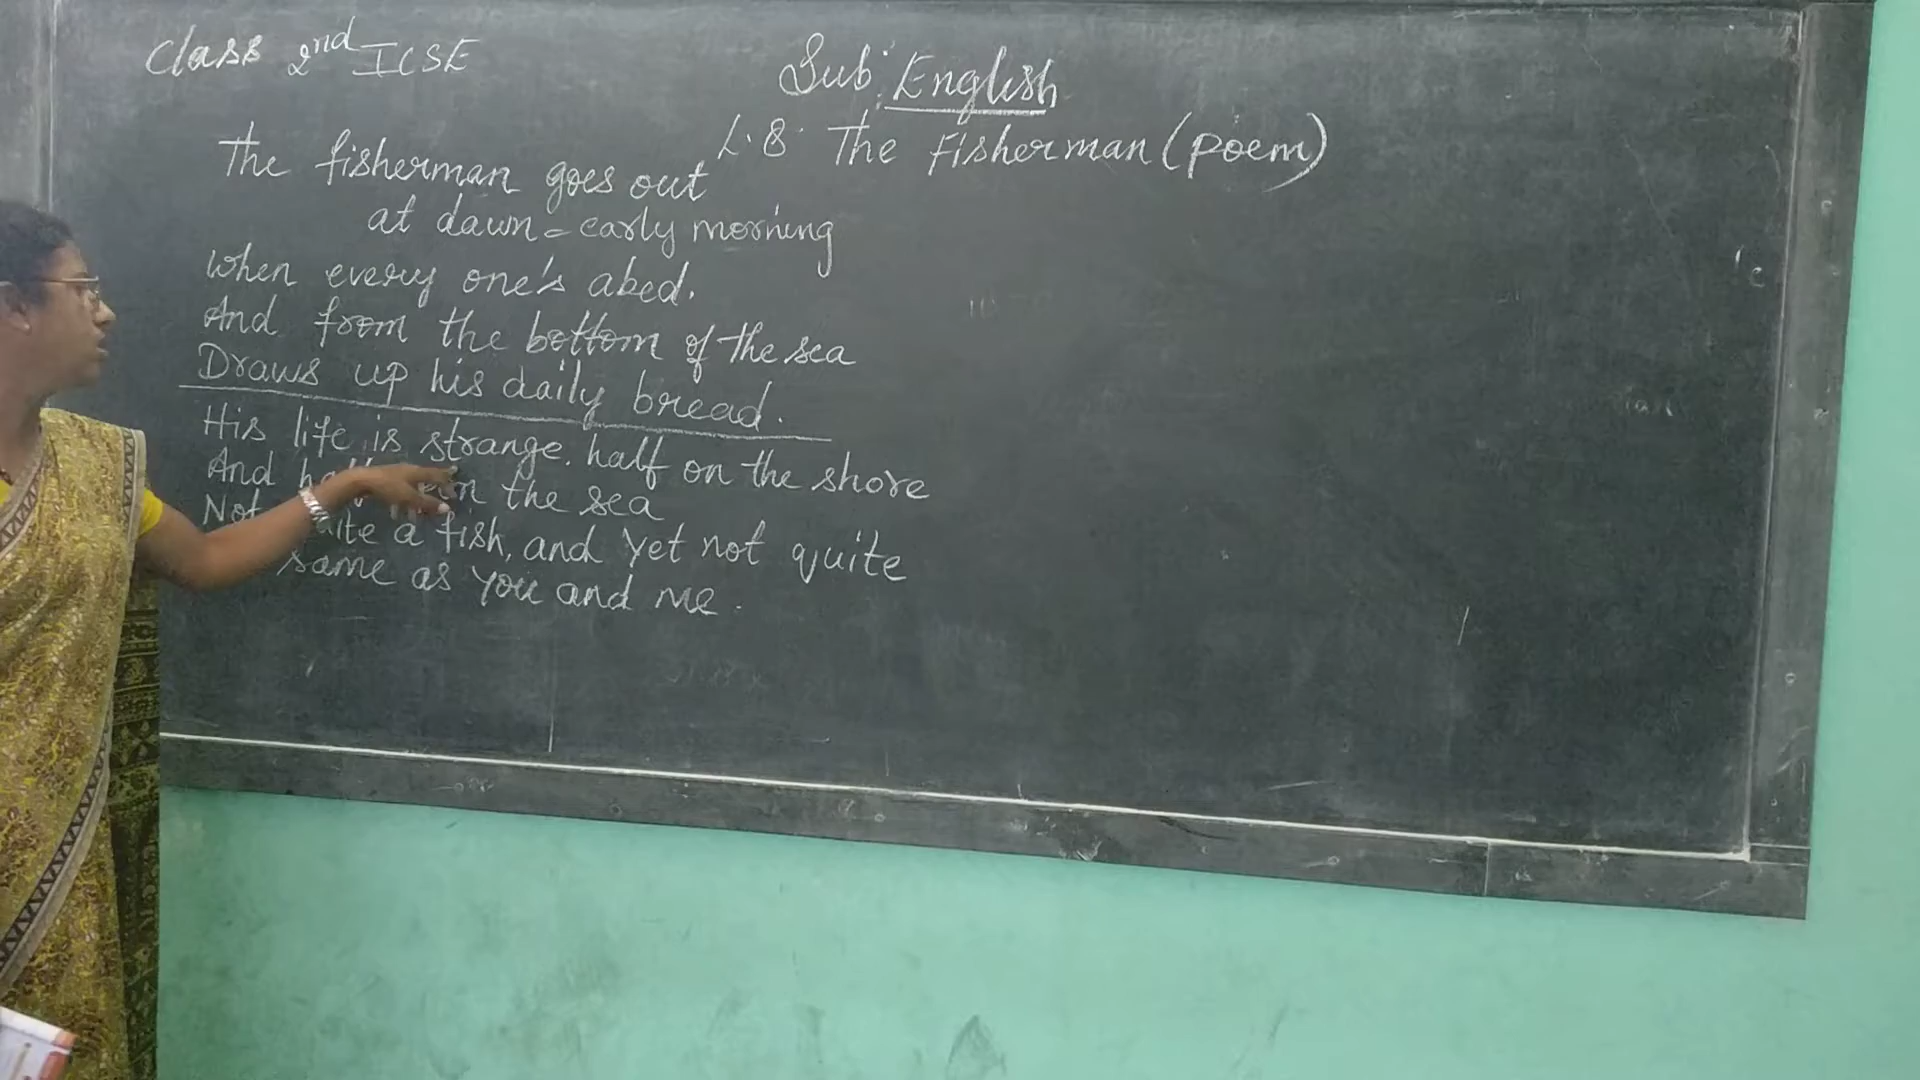 Class 2nd ICSE
Sub: English
L.8. The Fisherman (poem)
The fisherman goes out
at dawn = early morning
When every one's abed.
And from the bottom of the sea
Draws up his daily bread.
His life is strange. half on the shore
And the sea
Not a fish, and yet not quite
same as you and me.